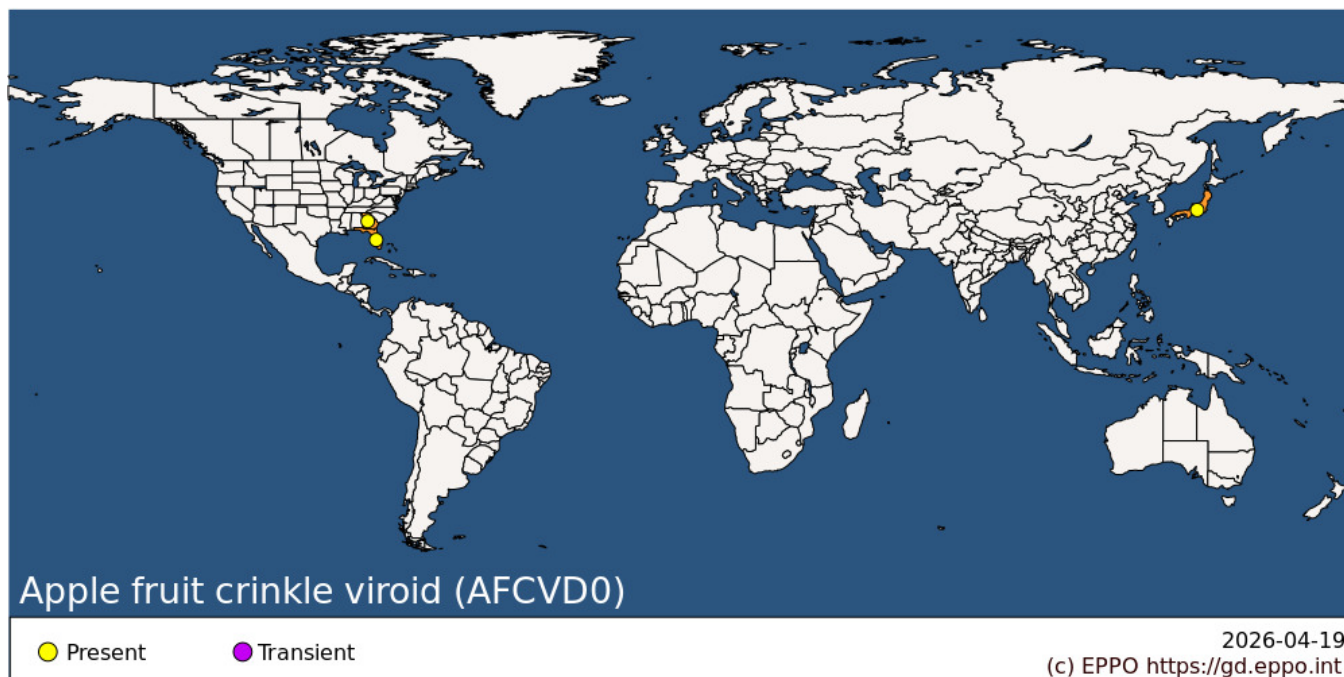 Apple fruit crinkle viroid (AFCVD0)
Present
Transient
2026-04-19
(c) EPPO https://gd.eppo.int